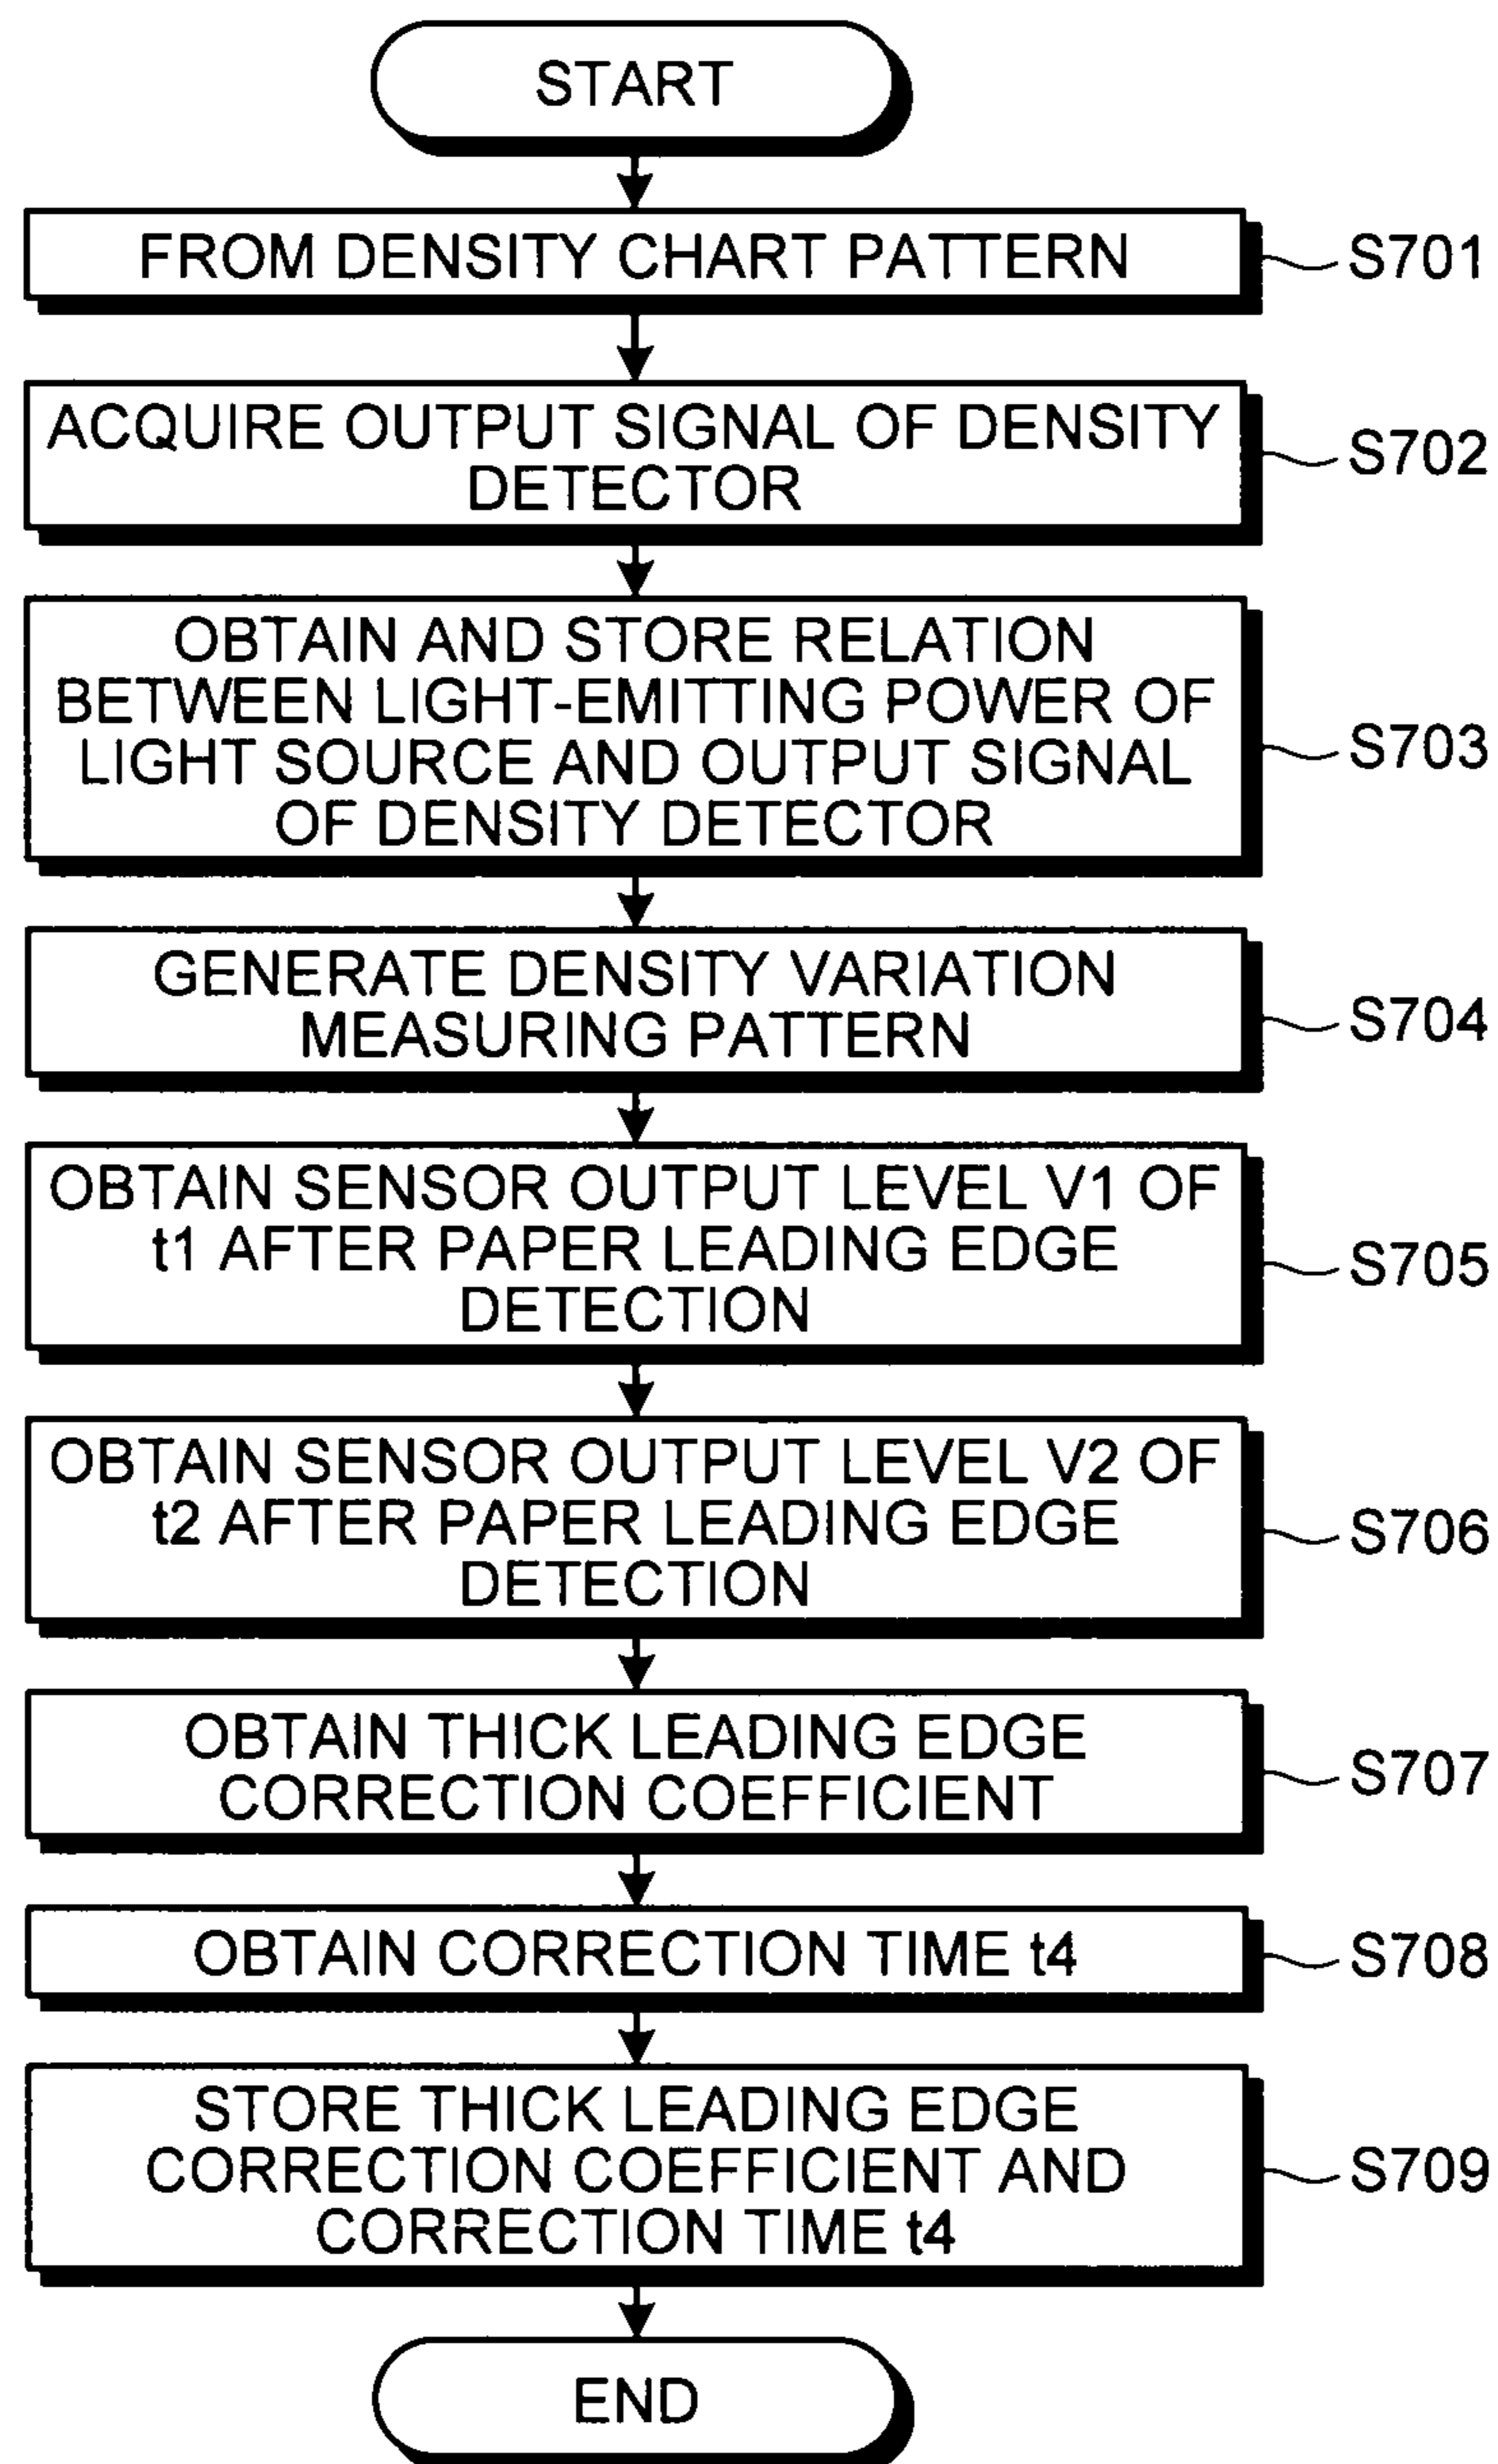 START
FROM DENSITY CHART PATTERN
S701
ACQUIRE OUTPUT SIGNAL OF DENSITY
DETECTOR
S702
OBTAIN AND STORE RELATION
BETWEEN LIGHT-EMITTING POWER OF
LIGHT SOURCE AND OUTPUT SIGNAL
OF DENSITY DETECTOR
S703
GENERATE DENSITY VARIATION
MEASURING PATTERN
S704
OBTAIN SENSOR OUTPUT LEVEL V1 OF
t1 AFTER PAPER LEADING EDGE
DETECTION
S705
OBTAIN SENSOR OUTPUT LEVEL V2 OF
t2 AFTER PAPER LEADING EDGE
DETECTION
S706
OBTAIN THICK LEADING EDGE
CORRECTION COEFFICIENT
S707
OBTAIN CORRECTION TIME t4
S708
STORE THICK LEADING EDGE
CORRECTION COEFFICIENT AND
CORRECTION TIME t4
S709
END